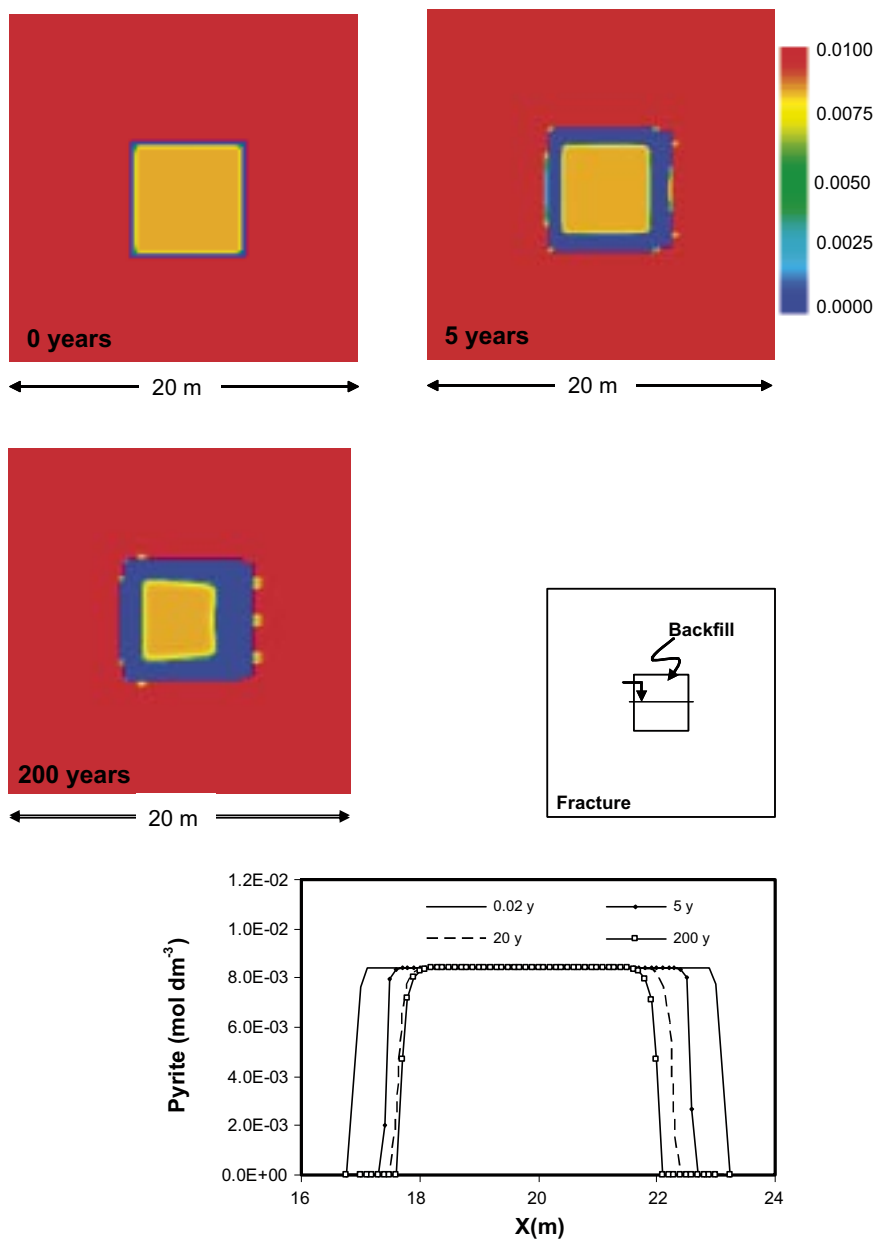 0.0100
0.0075
0.0050
0.0025
0.0000
0 years
5 years
20 m
20 m
200 years
20 m
Backfill
Fracture
1.2E-02
1.0E-02
8.0E-03
6.0E-03
4.0E-03
2.0E-03
0.0E+00
Pyrite (mol dm-3)
0.02 y
5 y
20 y
200 y
16
18
20
22
24
X(m)